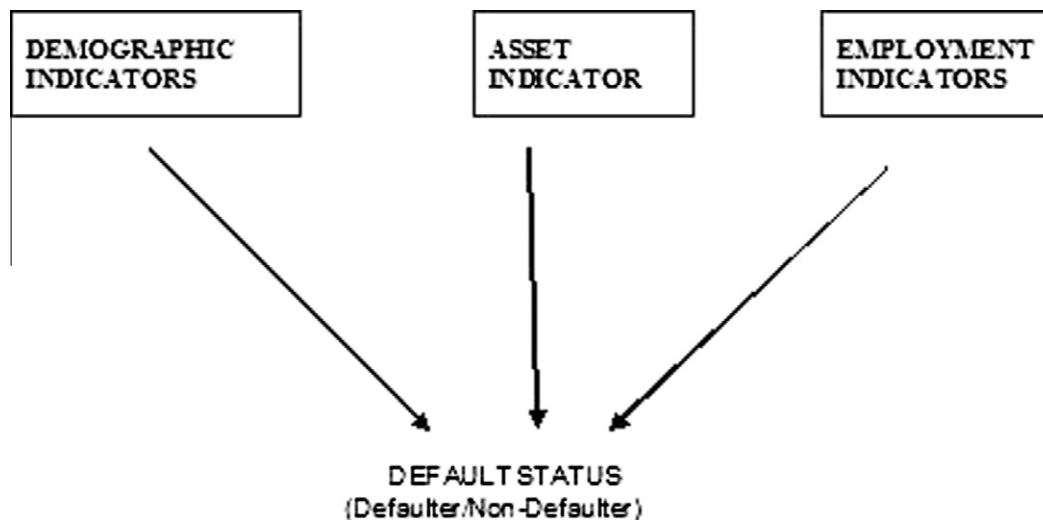 DEMOGRAPHIC
INDICATORS
ASSET
INDICATOR
EMPLOYMENT
INDICATORS
DEFAULT STATUS
(Defaulter/Non-Defaulter)